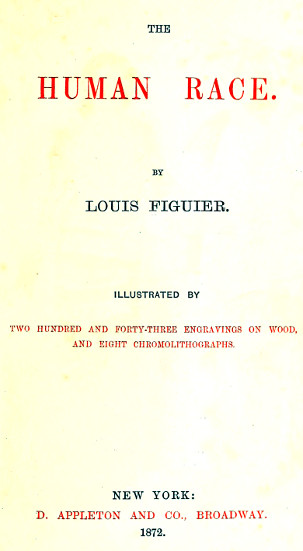 THE
HUMAN RACE.
BY
LOUIS FIGUIER.
ILLUSTRATED BY
TWO HUNDRED AND FORTY-THREE ENGRAVINGS ON WOOD,
AND EIGHT CHROMOLITHOGRAPHS.
NEW YORK:
D. APPLETON AND CO., BROADWAY.
1872.